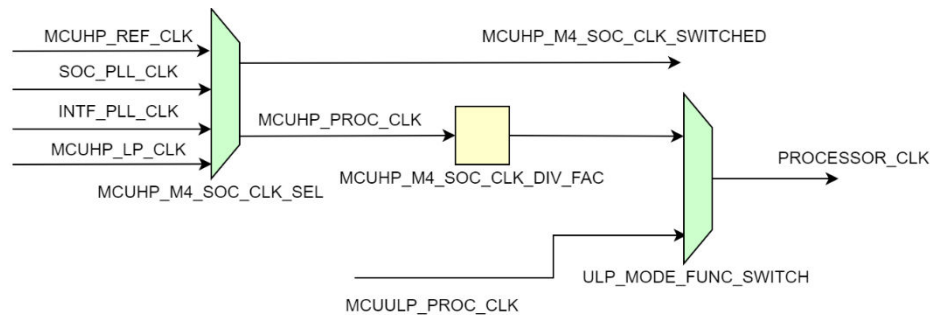 MCUHP_REF_CLK
MCUHP_M4_SOC_CLK_SWITCHED
SOC_PLL_CLK
INTF_PLL_CLK
MCUHP_PROC_CLK
MCUHP_LP_CLK
PROCESSOR_CLK
MCUHP_M4_SOC_CLK_DIV_FAC
MCUHP_M4_SOC_CLK_SEL
ULP_MODE_FUNC_SWITCH
MCUULP_PROC_CLK